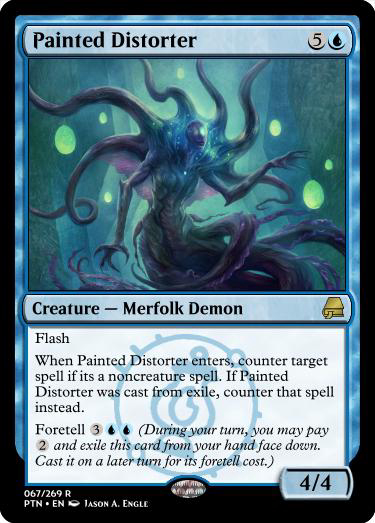 Painted Distorter 5
Creature — Merfolk Demon
Flash
When Painted Distorter enters, counter target
spell if its a noncreature spell. If Painted
Distorter was cast from exile, counter that spell
instead.
Foretell 3 (During your turn, you may pay
2 and exile this card from your hand face down.
Cast it on a later turn for its foretell cost.)
4/4
067/269 R
PTN • EN Jason A. Engle